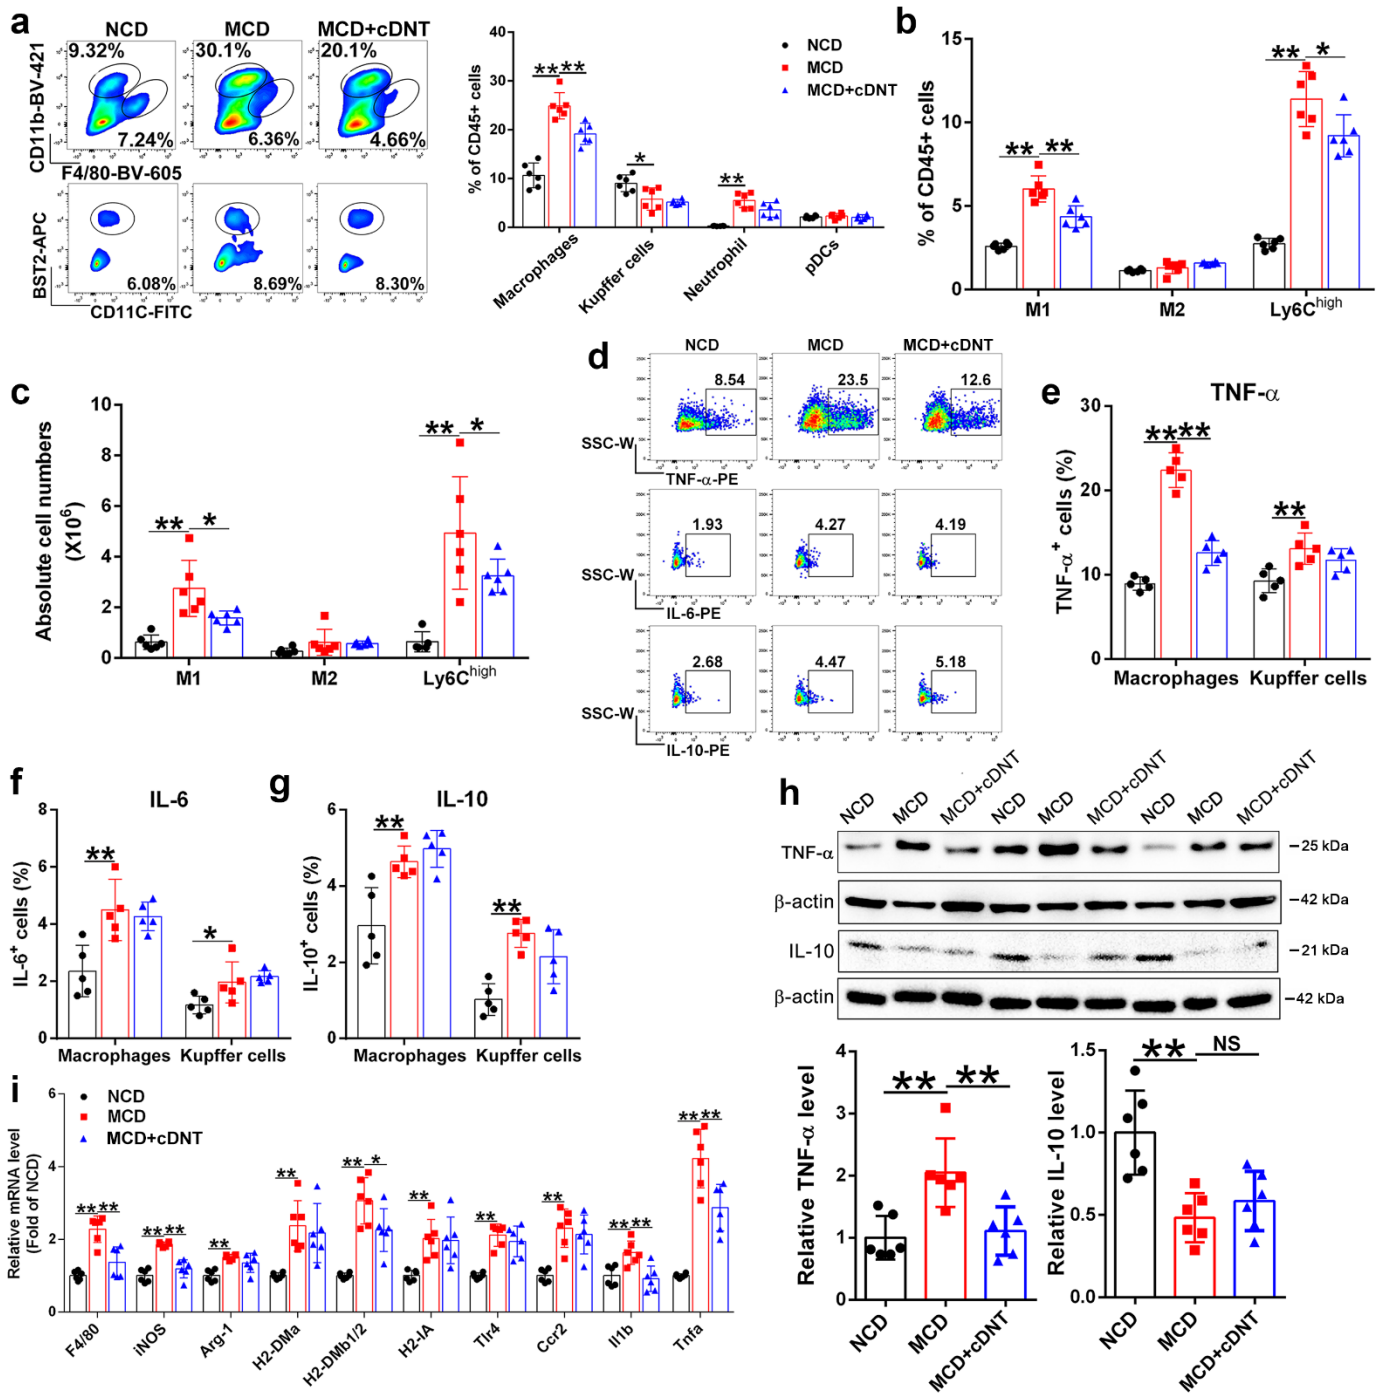 a
NCD
MCD
MCD+cDNT
9.32%
30.1%
20.1%
7.24%
6.36%
4.66%
CD11b-BV-421
F4/80-BV-605
6.08%
8.69%
8.30%
BST2-APC
CD11C-FITC
% of CD45+ cells
40
30
20
10
0
Macrophages
Kupffer cells
Neutrophil
pDCs
** **
*
**
NCD
MCD
MCD+cDNT
b
% of CD45+ cells
15
10
5
0
** **
** *
M1
M2
Ly6Chigh
c
Absolute cell numbers
(X10⁶)
10
8
6
4
2
0
** *
** *
M1
M2
Ly6Chigh
d
NCD
MCD
MCD+cDNT
8.54
23.5
12.6
SSC-W
TNF-α-PE
1.93
4.27
4.19
SSC-W
IL-6-PE
2.68
4.47
5.18
SSC-W
IL-10-PE
e
TNF-α
TNF-α⁺ cells (%)
30
20
10
0
** **
**
Macrophages
Kupffer cells
f
IL-6
IL-6⁺ cells (%)
8
6
4
2
0
**
*
Macrophages
Kupffer cells
g
IL-10
IL-10⁺ cells (%)
6
4
2
0
**
**
Macrophages
Kupffer cells
h
NCD
MCD
MCD+cDNT
NCD
MCD
MCD+cDNT
NCD
MCD
MCD+cDNT
TNF-α
25 kDa
β-actin
42 kDa
IL-10
21 kDa
β-actin
42 kDa
Relative TNF-α level
4
3
2
1
0
** **
NCD
MCD
MCD+cDNT
Relative IL-10 level
1.5
1.0
0.5
0.0
** NS
NCD
MCD
MCD+cDNT
i
NCD
MCD
MCD+cDNT
Relative mRNA level
(Fold of NCD)
6
4
2
0
** **
** **
**
**
** *
**
**
**
** **
** **
F4/80
iNOS
Arg-1
H2-DMa
H2-DMb1/2
H2-IA
Tlr4
Ccr2
Il1b
Tnfa